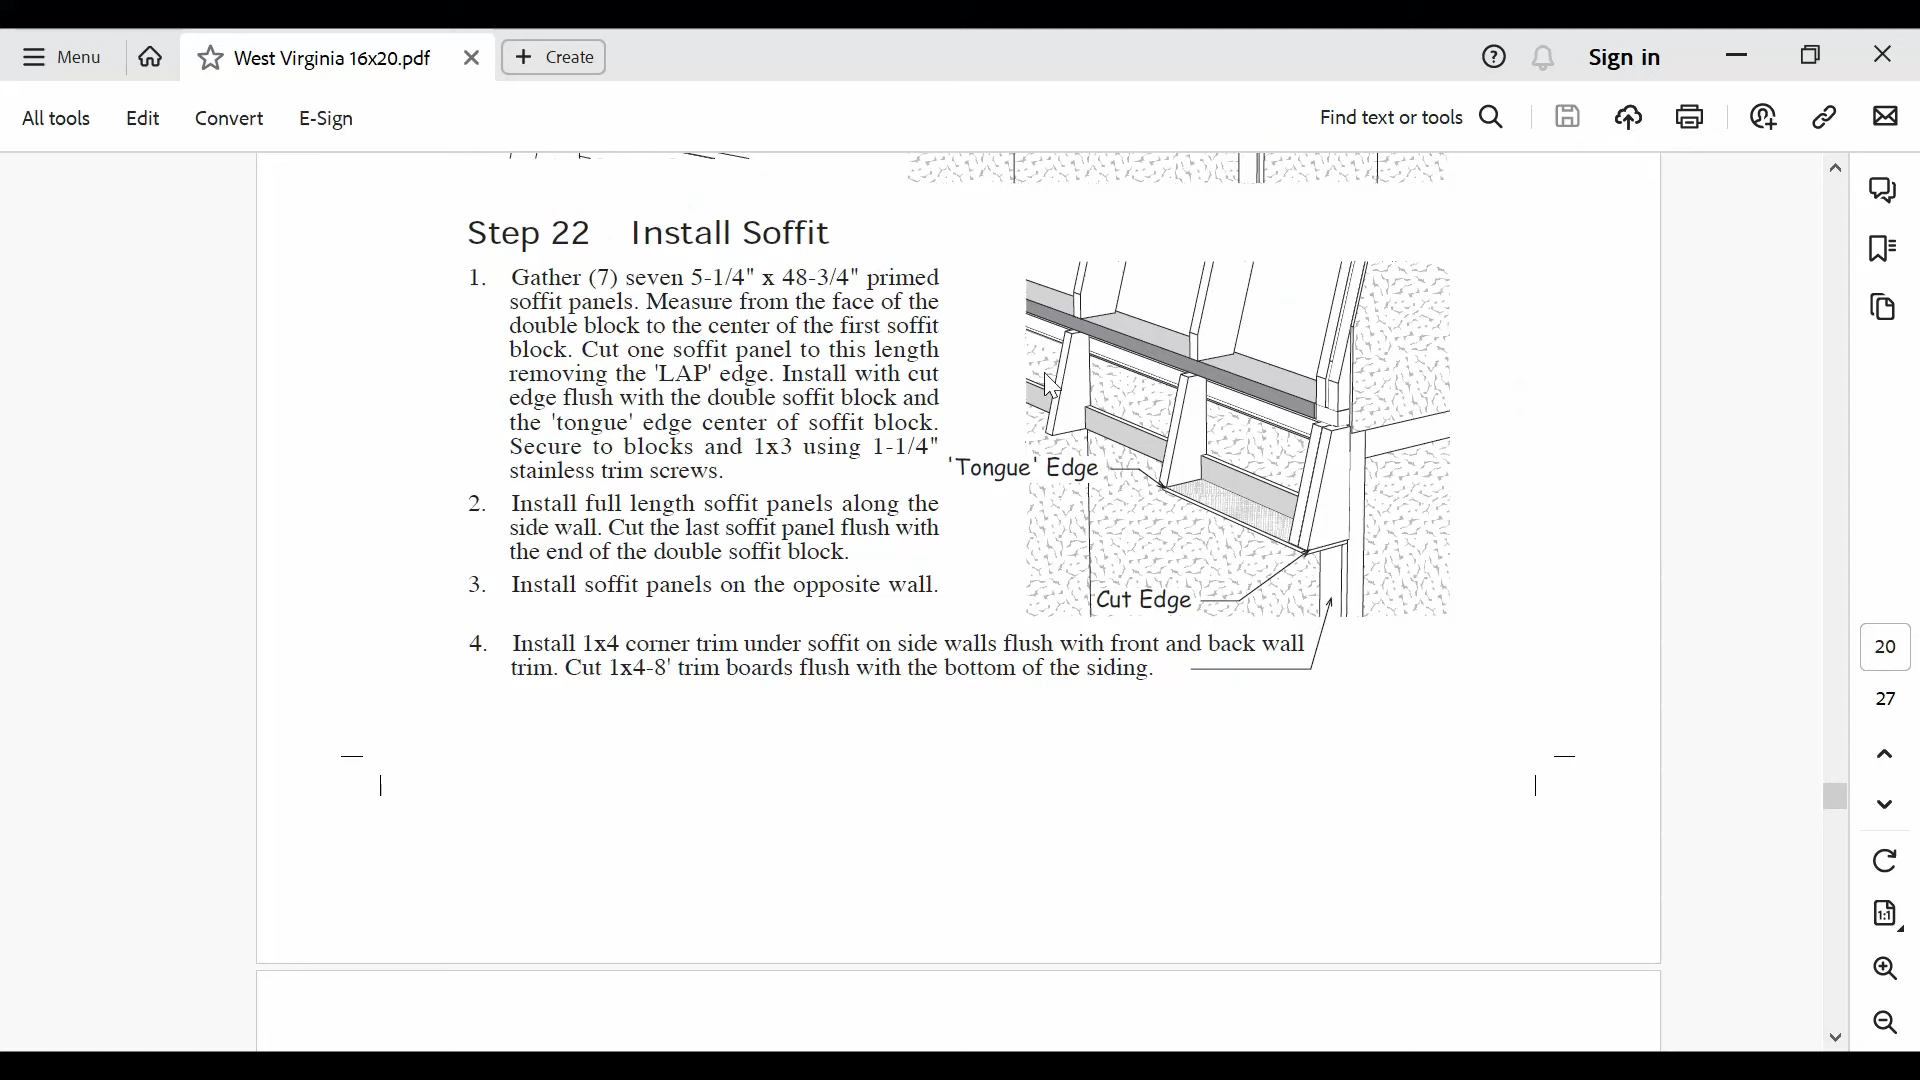 Menu
West Virginia 16x20.pdf
Create
Sign in
All tools
Edit
Convert
E-Sign
Find text or tools
Step 22 Install Soffit
1. Gather (7) seven 5-1/4" x 48-3/4" primed
soffit panels. Measure from the face of the
double block to the center of the first soffit
block. Cut one soffit panel to this length
removing the 'LAP' edge. Install with cut
edge flush with the double soffit block and
the 'tongue' edge center of soffit block.
Secure to blocks and 1x3 using 1-1/4"
stainless trim screws.
2. Install full length soffit panels along the
side wall. Cut the last soffit panel flush with
the end of the double soffit block.
3. Install soffit panels on the opposite wall.
'Tongue' Edge
Cut Edge
4. Install 1x4 corner trim under soffit on side walls flush with front and back wall
trim. Cut 1x4-8' trim boards flush with the bottom of the siding.
20
27
1:1